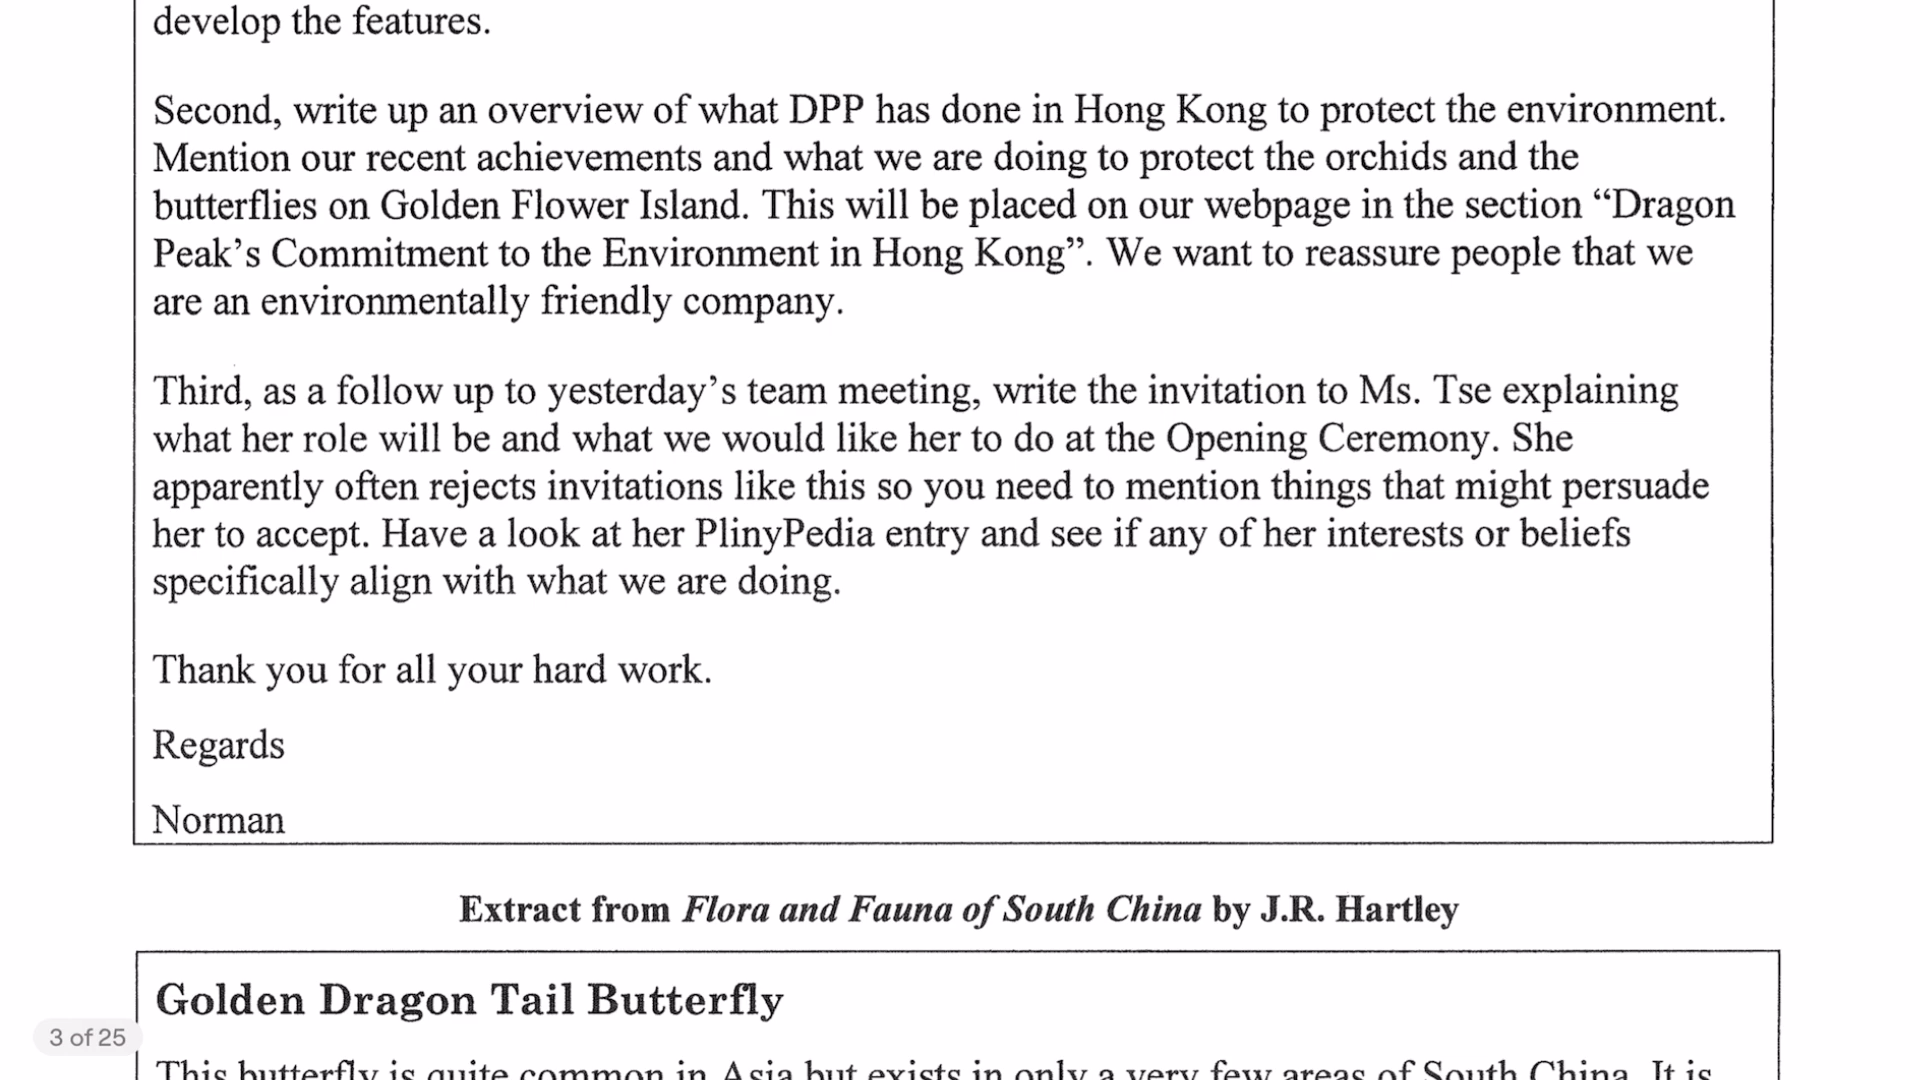 develop the features.
Second, write up an overview of what DPP has done in Hong Kong to protect the environment.
Mention our recent achievements and what we are doing to protect the orchids and the
butterflies on Golden Flower Island. This will be placed on our webpage in the section “Dragon
Peak’s Commitment to the Environment in Hong Kong”. We want to reassure people that we
are an environmentally friendly company.
Third, as a follow up to yesterday’s team meeting, write the invitation to Ms. Tse explaining
what her role will be and what we would like her to do at the Opening Ceremony. She
apparently often rejects invitations like this so you need to mention things that might persuade
her to accept. Have a look at her PlinyPedia entry and see if any of her interests or beliefs
specifically align with what we are doing.
Thank you for all your hard work.
Regards
Norman
Extract from Flora and Fauna of South China by J.R. Hartley
Golden Dragon Tail Butterfly
3 of 25
This butterfly is quite common in Asia but exists in only a very few areas of South China. It is